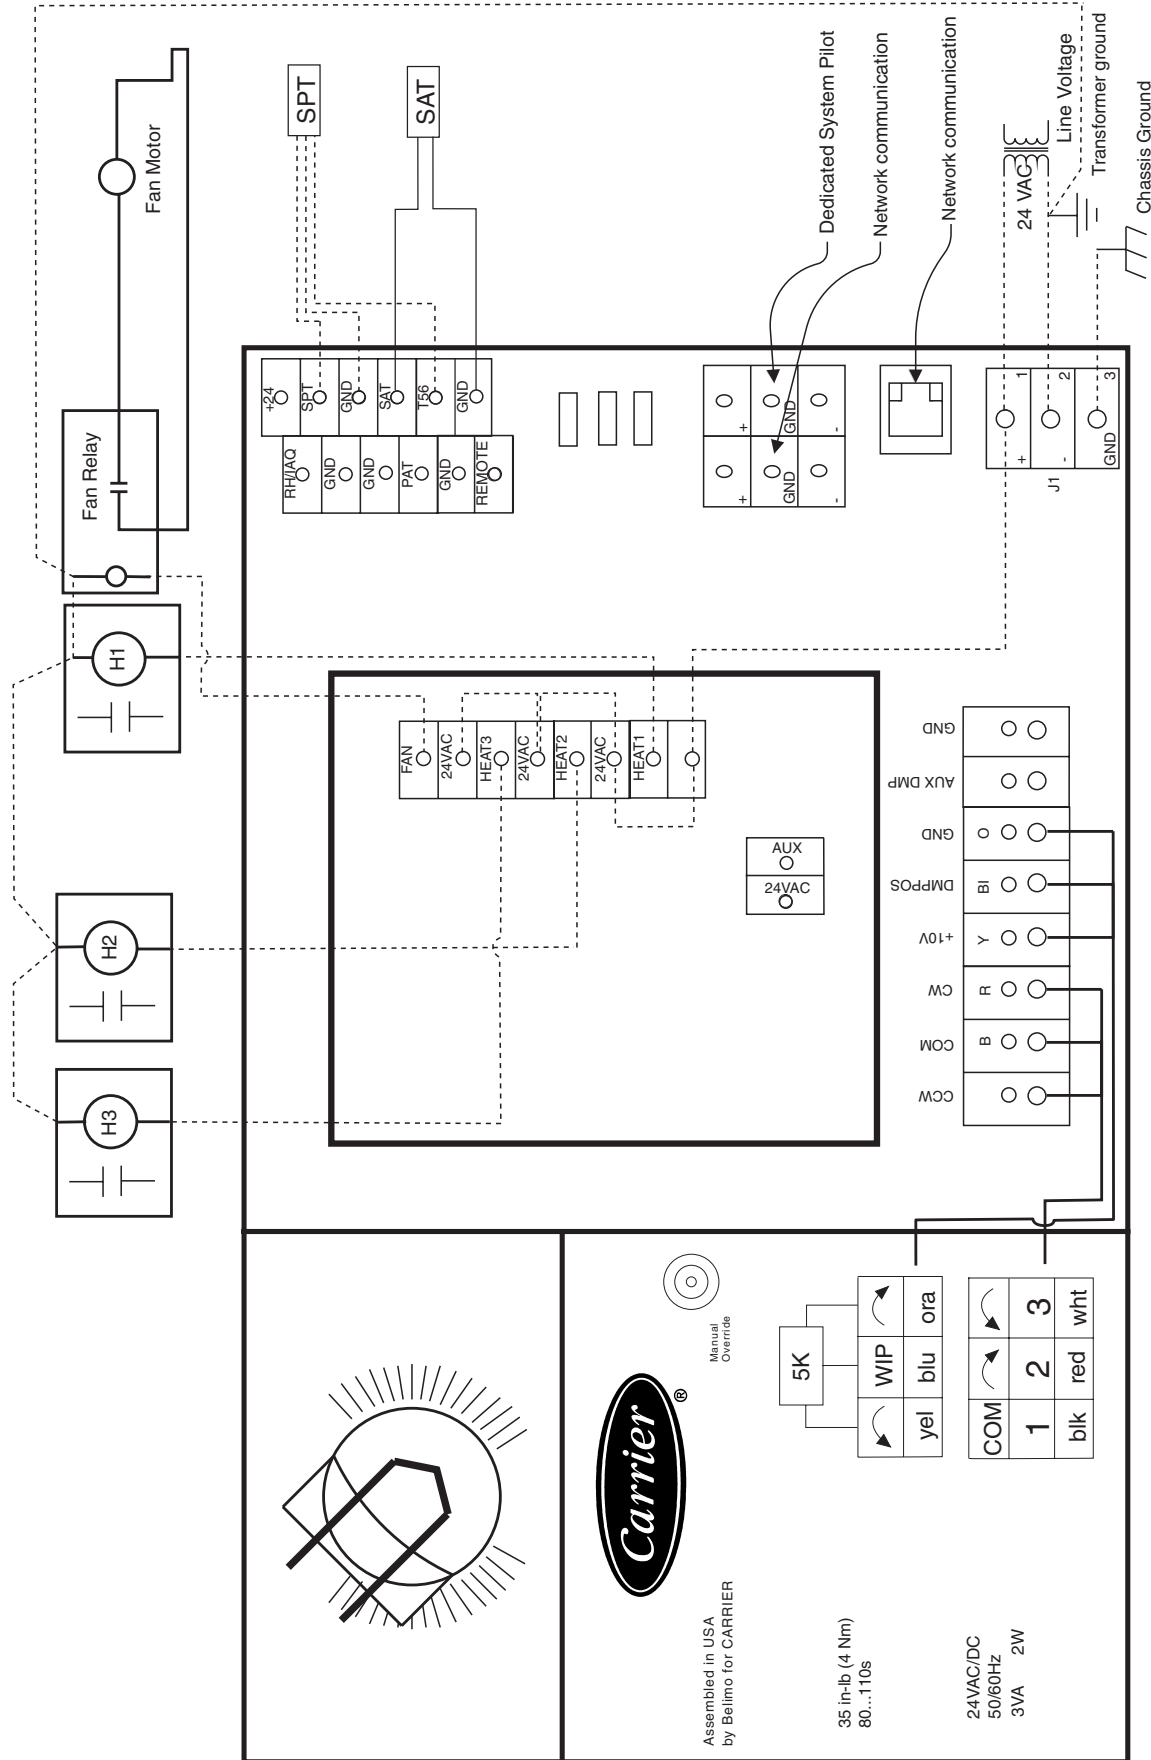 Fan Motor
Fan Relay
SPT
SAT
Dedicated System Pilot
Network communication
Network communication
Line Voltage
24 VAC
Transformer ground
Chassis Ground
H1
H2
H3
+24
SPT
GND
SAT
T56
GND
RH/IAQ
GND
GND
PAT
GND
REMOTE
+
GND
-
+
GND
-
1
2
3
+
-
GND
J1
FAN
24VAC
HEAT3
24VAC
HEAT2
24VAC
HEAT1
AUX
24VAC
GND
AUX DMP
GND
DMPPOS
+10V
CW
COM
CCW
O
Bl
Y
R
B
Manual
Override
Carrier
®
5K
WIP
yel
blu
ora
COM
1
2
3
blk
red
wht
Assembled in USA
by Belimo for CARRIER
35 in-lb (4 Nm)
80...110s
24VAC/DC
50/60Hz
3VA 2W